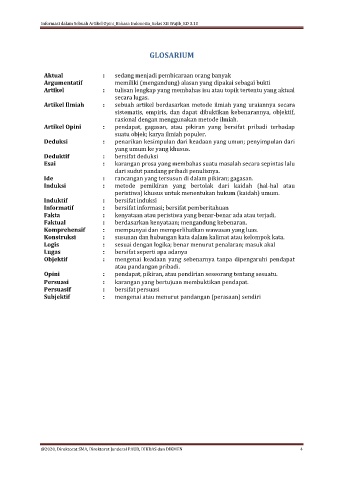 Informasi dalam Sebuah Artikel Opini_Bahasa Indonesia_Kelas XII Wajib_KD 3.10
GLOSARIUM
Aktual : sedang menjadi pembicaraan orang banyak
Argumentatif : memiliki (mengandung) alasan yang dipakai sebagai bukti
Artikel : tulisan lengkap yang membahas isu atau topik tertentu yang aktual
secara lugas.
Artikel Ilmiah : sebuah artikel berdasarkan metode ilmiah yang uraiannya secara
sistematis, empiris, dan dapat dibuktikan kebenarannya, objektif,
rasional dengan menggunakan metode ilmiah.
Artikel Opini : pendapat, gagasan, atau pikiran yang bersifat pribadi terhadap
suatu objek; karya ilmiah populer.
Deduksi : penarikan kesimpulan dari keadaan yang umum; penyimpulan dari
yang umum ke yang khusus.
Deduktif : bersifat deduksi
Esai : karangan prosa yang membahas suatu masalah secara sepintas lalu
dari sudut pandang pribadi penulisnya.
Ide : rancangan yang tersusun di dalam pikiran; gagasan.
Induksi : metode pemikiran yang bertolak dari kaidah (hal-hal atau
peristiwa) khusus untuk menentukan hukum (kaidah) umum.
Induktif : bersifat induksi
Informatif : bersifat informasi; bersifat pemberitahuan
Fakta : kenyataan atau peristiwa yang benar-benar ada atau terjadi.
Faktual : berdasarkan kenyataan; mengandung kebenaran.
Komprehensif : mempunyai dan memperlihatkan wawasan yang luas.
Konstruksi : susunan dan hubungan kata dalam kalimat atau kelompok kata.
Logis : sesuai dengan logika; benar menurut penalaran; masuk akal
Lugas : bersifat seperti apa adanya
Objektif : mengenai keadaan yang sebenarnya tanpa dipengaruhi pendapat
atau pandangan pribadi.
Opini : pendapat, pikiran, atau pendirian seseorang tentang sesuatu.
Persuasi : karangan yang bertujuan membuktikan pendapat.
Persuasif : bersifat persuasi
Subjektif : mengenai atau menurut pandangan (perasaan) sendiri
@2020, Direktorat SMA, Direktorat Jenderal PAUD, DIKDAS dan DIKMEN 4